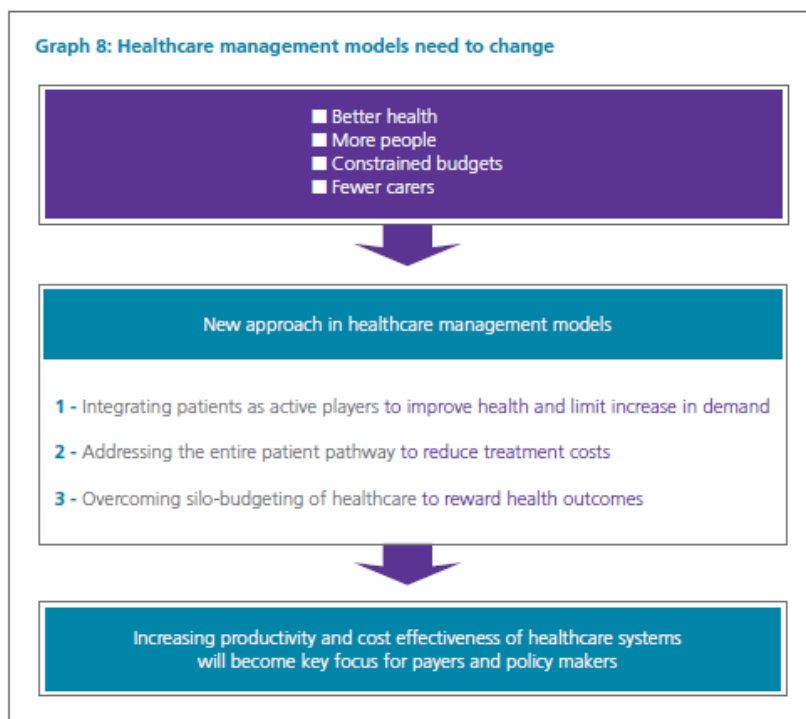 Graph 8: Healthcare management models need to change
■ Better health
■ More people
■ Constrained budgets
■ Fewer carers
New approach in healthcare management models
1 - Integrating patients as active players to improve health and limit increase in demand
2 - Addressing the entire patient pathway to reduce treatment costs
3 - Overcoming silo-budgeting of healthcare to reward health outcomes
Increasing productivity and cost effectiveness of healthcare systems
will become key focus for payers and policy makers